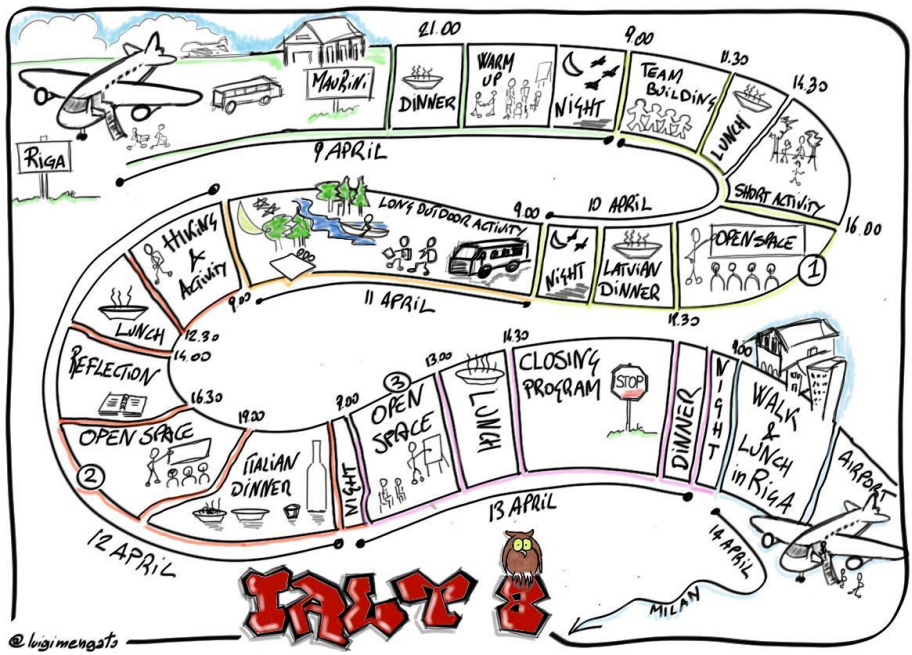 RIGA
MAURINI
21.00
DINNER
WARM
UP
NIGHT
9.00
TEAM
BUILDING
11.30
LUNCH
14.30
SHORT ACTIVITY
9 APRIL
16.00
OPEN SPACE
1
18.30
LATVIAN
DINNER
NIGHT
10 APRIL
9.00
LONG OUTDOOR ACTIVITY
11 APRIL
9.00
HIKING
&
ACTIVITY
12.30
LUNCH
14.00
REFLECTION
16.30
OPEN SPACE
2
19.00
ITALIAN
DINNER
NIGHT
12 APRIL
9.00
3
OPEN
SPACE
13.00
LUNCH
14.30
CLOSING
PROGRAM
STOP
DINNER
NIGHT
13 APRIL
9.00
WALK
&
LUNCH
in RIGA
AIRPORT
14 APRIL
MILAN
IALT 8
@luigimengato